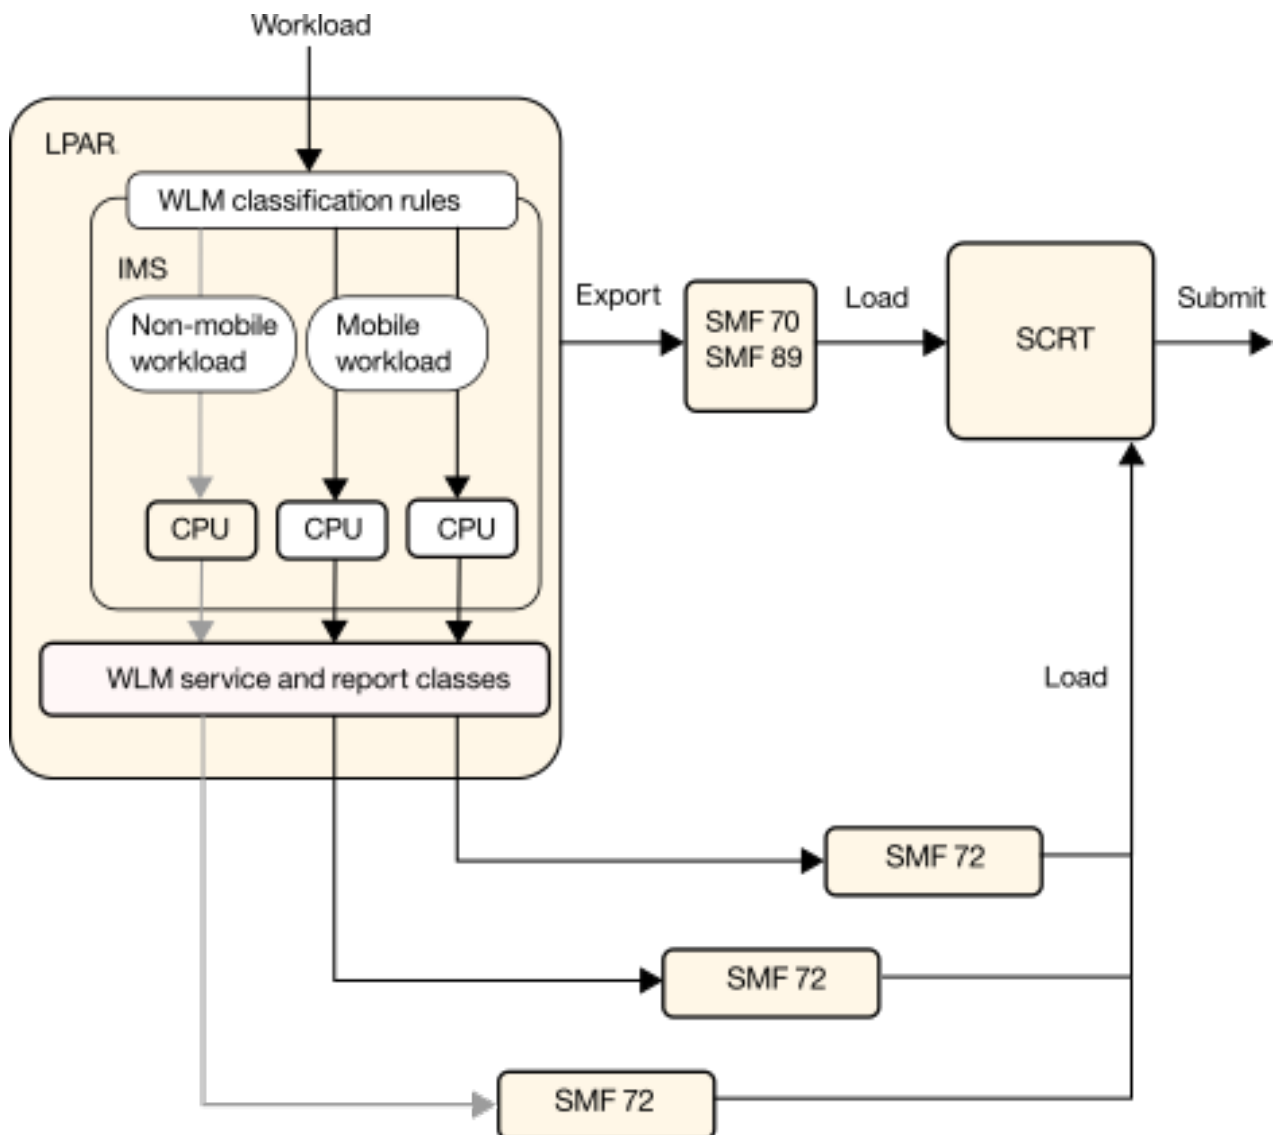 Workload
LPAR
WLM classification rules
IMS
Non-mobile
workload
Mobile
workload
CPU
CPU
CPU
WLM service and report classes
Export
SMF 70
SMF 89
Load
SCRT
Submit
Load
SMF 72
SMF 72
SMF 72